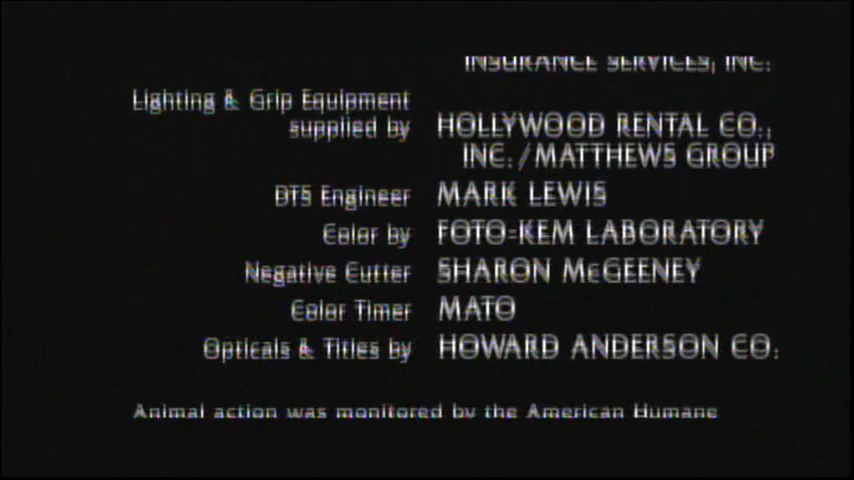 INSURANCE SERVICES, INC.
Lighting & Grip Equipment
supplied by HOLLYWOOD RENTAL CO.,
INC./MATTHEWS GROUP
DTS Engineer MARK LEWIS
Color by FOTO-KEM LABORATORY
Negative Cutter SHARON McGEENEY
Color Timer MATO
Opticals & Titles by HOWARD ANDERSON CO.
Animal action was monitored by the American Humane